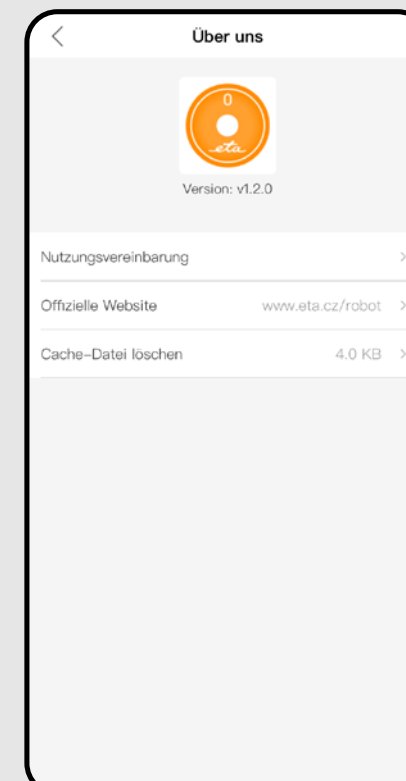 Über uns
0
eta
Version: v1.2.0
Nutzungsvereinbarung
Offizielle Website www.eta.cz/robot
Cache-Datei löschen 4.0 KB